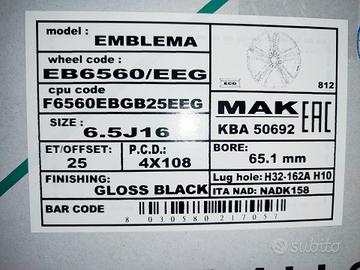 model : EMBLEMA
wheel code :
EB6560/EEG
cpu code
F6560EBGB25EEG
ECO
812
SIZE :
6.5J16
MAK EAC
KBA 50692
ET/OFFSET:
25
P.C.D.:
4X108
BORE:
65.1 mm
FINISHING:
GLOSS BLACK
Lug hole: H32-162A H10
ITA NAD: NADK158
BAR CODE
8 030580 217057
subito